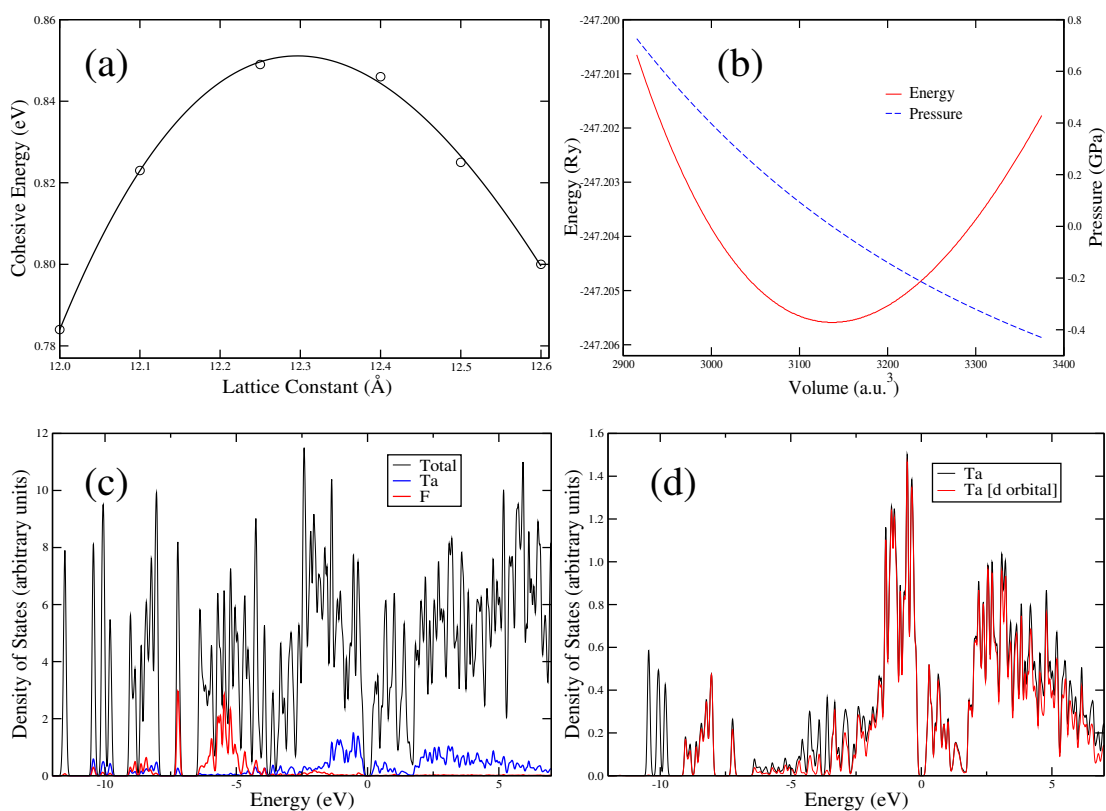 (a)
0.86
0.84
0.82
0.80
0.78
Cohesive Energy (eV)
12.0 12.1 12.2 12.3 12.4 12.5 12.6
Lattice Constant (Å)
(b)
-247.200
-247.201
-247.202
-247.203
-247.204
-247.205
-247.206
Energy (Ry)
Energy
Pressure
0.8
0.6
0.4
0.2
0.0
-0.2
-0.4
Pressure (GPa)
2900 3000 3100 3200 3300 3400
Volume (a.u.³)
(c)
12
10
8
6
4
2
0
Density of States (arbitrary units)
Total
Ta
F
-10 -5 0 5
Energy (eV)
(d)
1.6
1.4
1.2
1.0
0.8
0.6
0.4
0.2
0.0
Density of States (arbitrary units)
Ta
Ta [d orbital]
-10 -5 0 5
Energy (eV)